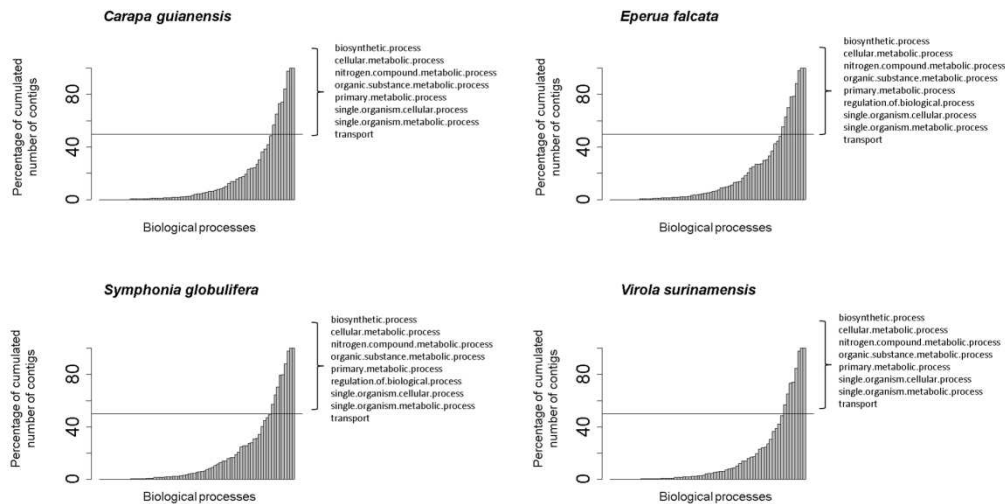 Carapa guianensis
Percentage of cumulated
number of contigs
80
40
0
Biological processes
biosynthetic.process
cellular.metabolic.process
nitrogen.compound.metabolic.process
organic.substance.metabolic.process
primary.metabolic.process
single.organism.cellular.process
single.organism.metabolic.process
transport
Eperua falcata
Percentage of cumulated
number of contigs
80
40
0
Biological processes
biosynthetic.process
cellular.metabolic.process
nitrogen.compound.metabolic.process
organic.substance.metabolic.process
primary.metabolic.process
regulation.of.biological.process
single.organism.cellular.process
single.organism.metabolic.process
transport
Symphonia globulifera
Percentage of cumulated
number of contigs
80
40
0
Biological processes
biosynthetic.process
cellular.metabolic.process
nitrogen.compound.metabolic.process
organic.substance.metabolic.process
primary.metabolic.process
regulation.of.biological.process
single.organism.cellular.process
single.organism.metabolic.process
transport
Virola surinamensis
Percentage of cumulated
number of contigs
80
40
0
Biological processes
biosynthetic.process
cellular.metabolic.process
nitrogen.compound.metabolic.process
organic.substance.metabolic.process
primary.metabolic.process
single.organism.cellular.process
single.organism.metabolic.process
transport